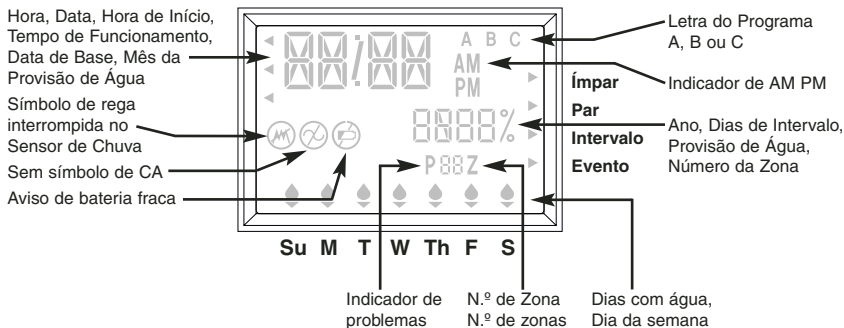 Hora, Data, Hora de Início,
Tempo de Funcionamento,
Data de Base, Mês da
Provisão de Água
Símbolo de rega
interrompida no
Sensor de Chuva
Sem símbolo de CA
Aviso de bateria fraca
88/88
A B C
AM
PM
8888%
P88Z
Su M T W Th F S
Ímpar
Par
Intervalo
Evento
Letra do Programa
A, B ou C
Indicador de AM PM
Ano, Dias de Intervalo,
Provisão de Água,
Número da Zona
Indicador de
problemas
N.º de Zona
N.º de zonas
Dias com água,
Dia da semana